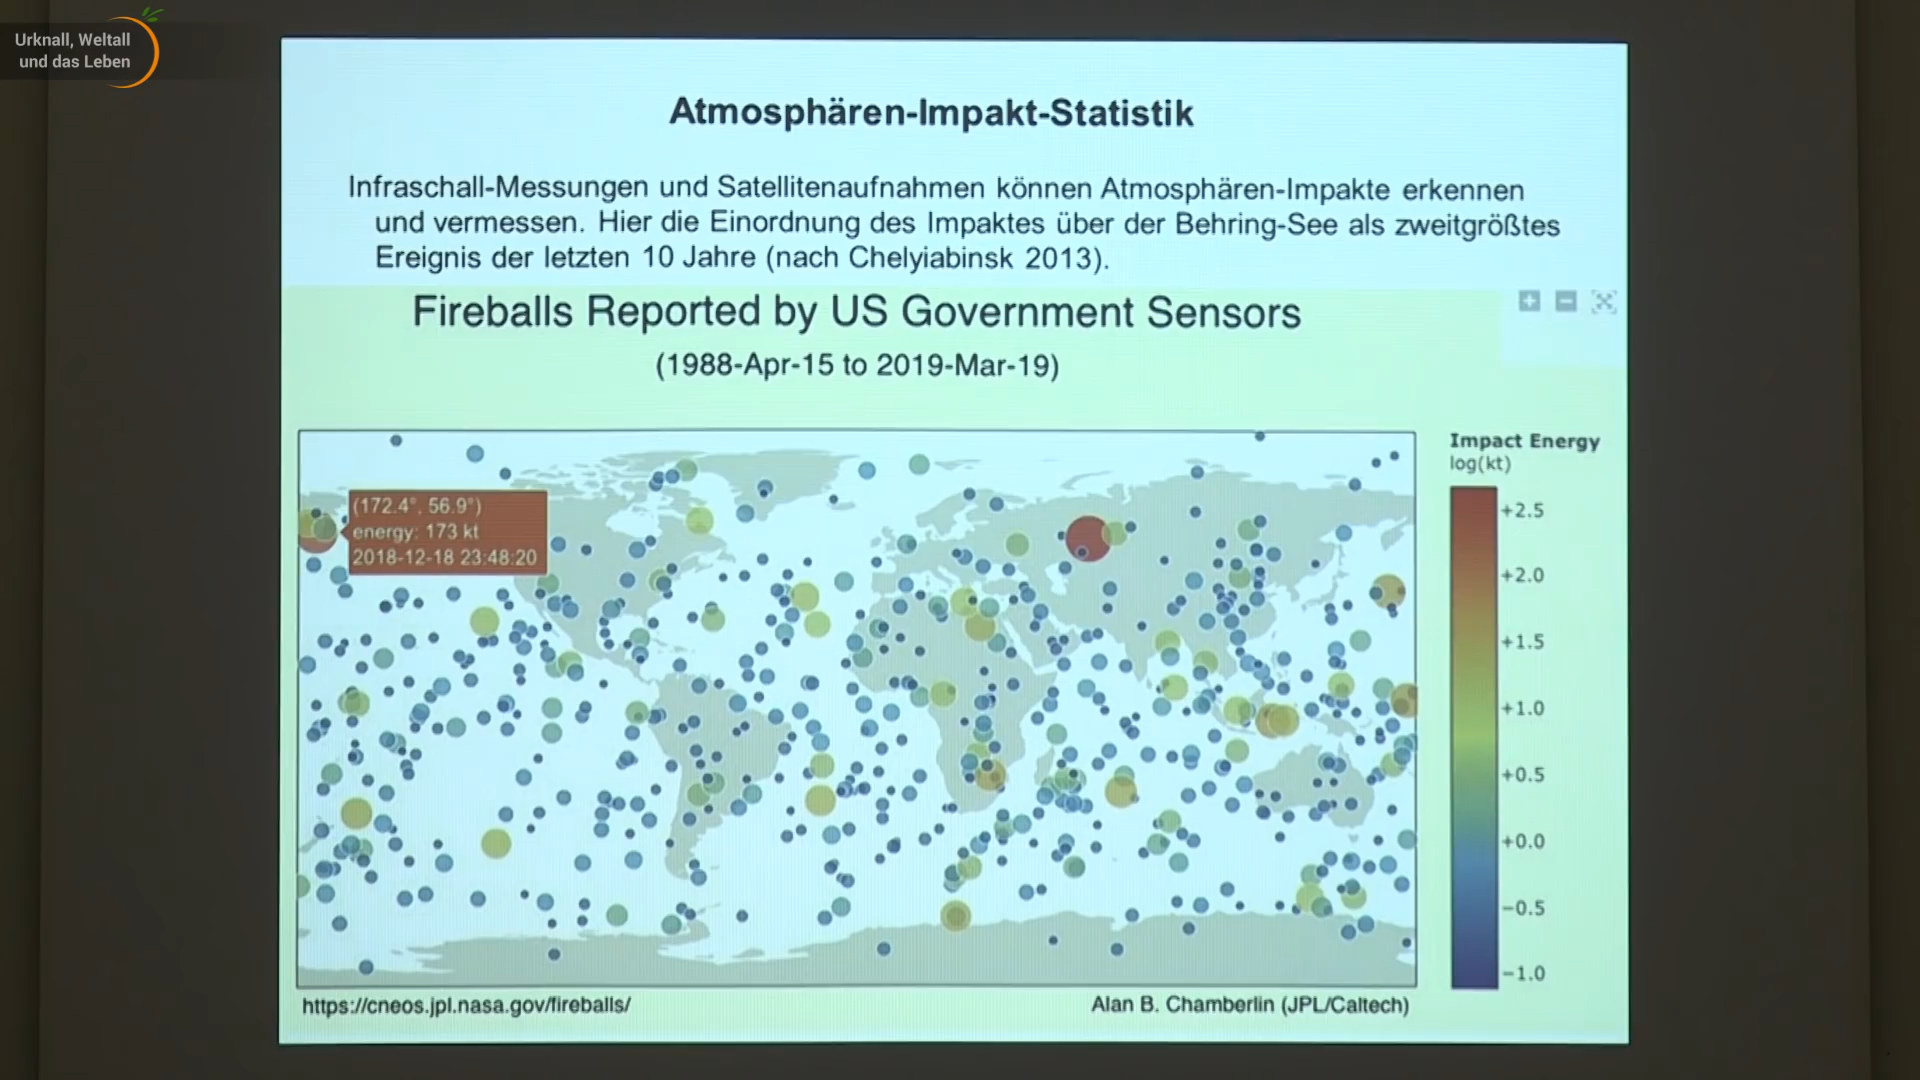 Urknall, Weltall
und das Leben
Atmosphären-Impakt-Statistik
Infraschall-Messungen und Satellitenaufnahmen können Atmosphären-Impakte erkennen
und vermessen. Hier die Einordnung des Impaktes über der Behring-See als zweitgrößtes
Ereignis der letzten 10 Jahre (nach Chelyiabinsk 2013).
Fireballs Reported by US Government Sensors
(1988-Apr-15 to 2019-Mar-19)
Impact Energy
log(kt)
(172.4°, 56.9°)
energy: 173 kt
2018-12-18 23:48:20
+2.5
+2.0
+1.5
+1.0
+0.5
+0.0
−0.5
−1.0
https://cneos.jpl.nasa.gov/fireballs/
Alan B. Chamberlin (JPL/Caltech)